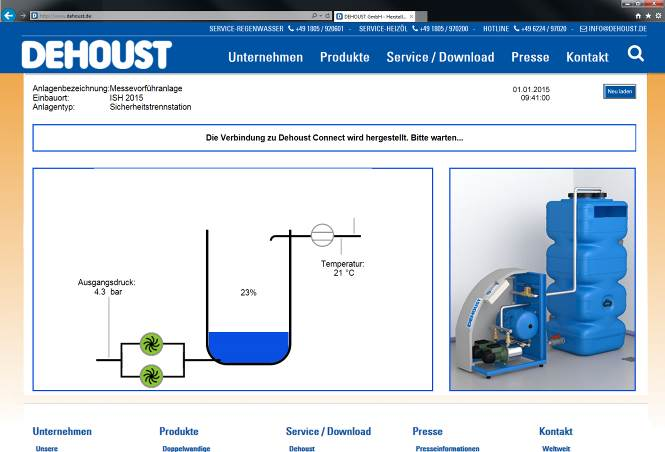 http://www.dehoust.de
DEHOUST GmbH - Herstell...
SERVICE-REGENWASSER +49 1805 / 920601 - SERVICE-HEIZÖL +49 1805 / 970200 - HOTLINE +49 6224 / 97020 - INFO@DEHOUST.DE
DEHOUST
Unternehmen Produkte Service / Download Presse Kontakt
Anlagenbezeichnung:Messevorführanlage
Einbauort: ISH 2015
Anlagentyp: Sicherheitstrennstation
01.01.2015
09:41:00
Neu laden
Die Verbindung zu Dehoust Connect wird hergestellt. Bitte warten...
Temperatur:
21 °C
Ausgangsdruck:
4.3 bar
23%
DEHOUST
Unternehmen Produkte Service / Download Presse Kontakt
Unsere Doppelwandige Dehoust Presseinformationen Weltweit